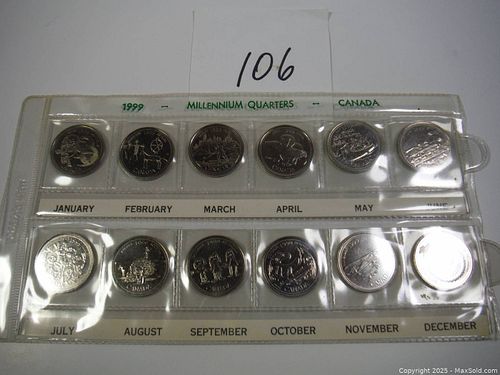 106
1999 -- MILLENNIUM QUARTERS -- CANADA
JANUARY FEBRUARY MARCH APRIL MAY JUNE
JULY AUGUST SEPTEMBER OCTOBER NOVEMBER DECEMBER
Copyright 2025 - MaxSold.com